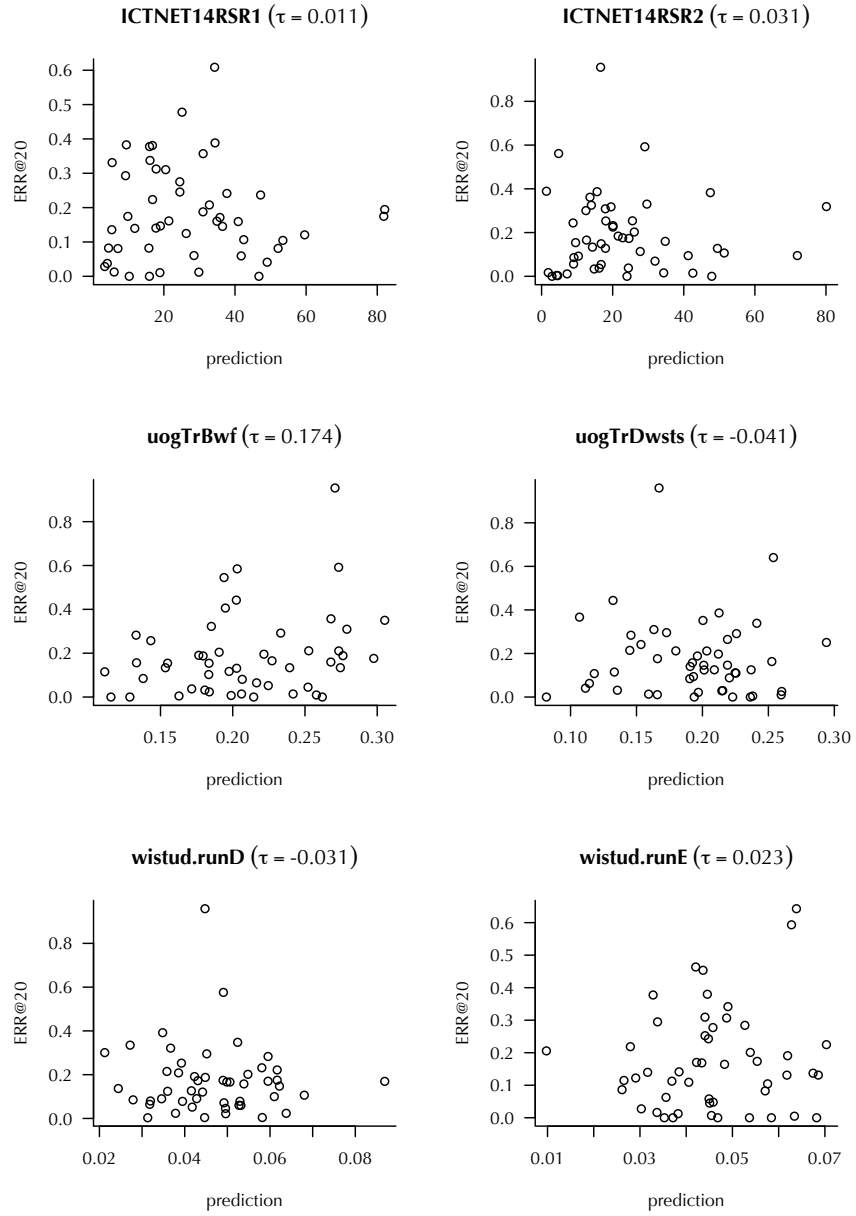 ICTNET14RSR1 (τ = 0.011)
ERR@20
0.6
0.5
0.4
0.3
0.2
0.1
0.0
20 40 60 80
prediction
ICTNET14RSR2 (τ = 0.031)
ERR@20
0.8
0.6
0.4
0.2
0.0
0 20 40 60 80
prediction
uogTrBwf (τ = 0.174)
ERR@20
0.8
0.6
0.4
0.2
0.0
0.15 0.20 0.25 0.30
prediction
uogTrDwsts (τ = -0.041)
ERR@20
0.8
0.6
0.4
0.2
0.0
0.10 0.15 0.20 0.25 0.30
prediction
wistud.runD (τ = -0.031)
ERR@20
0.8
0.6
0.4
0.2
0.0
0.02 0.04 0.06 0.08
prediction
wistud.runE (τ = 0.023)
ERR@20
0.6
0.5
0.4
0.3
0.2
0.1
0.0
0.01 0.03 0.05 0.07
prediction